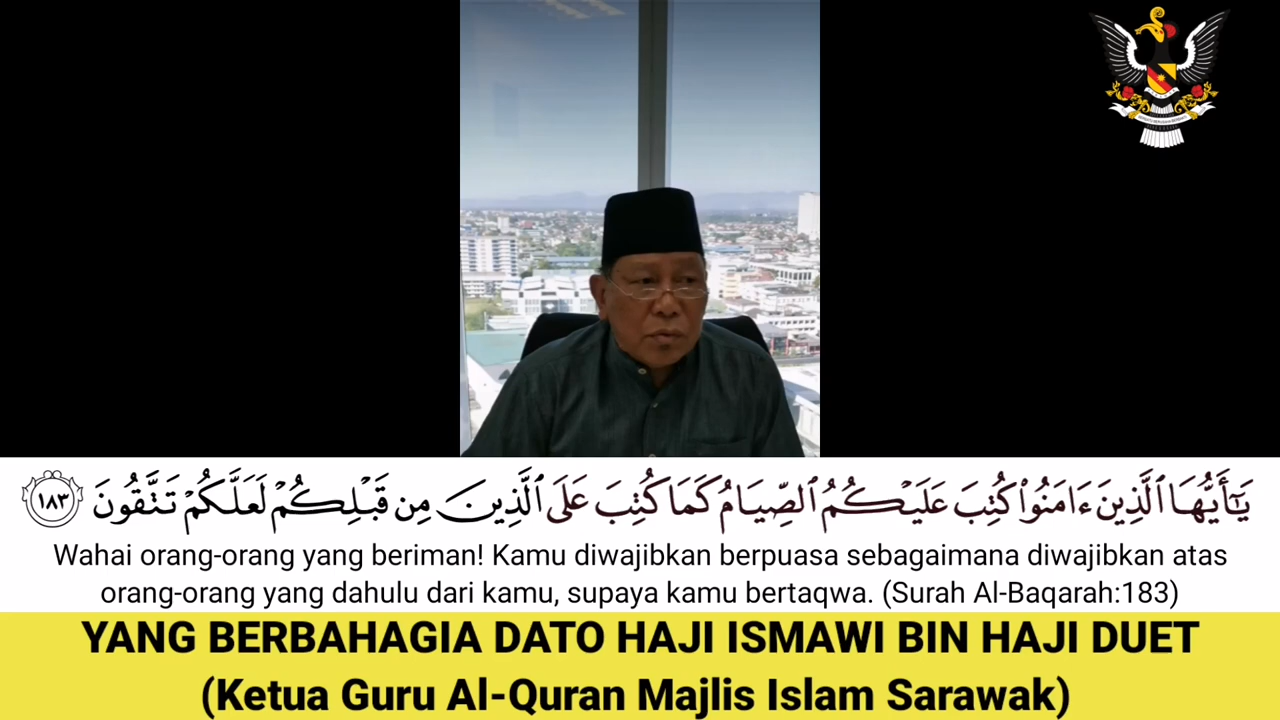 يَٰٓأَيُّهَا ٱلَّذِينَ ءَامَنُوا۟ كُتِبَ عَلَيْكُمُ ٱلصِّيَامُ كَمَا كُتِبَ عَلَى ٱلَّذِينَ مِن قَبْلِكُمْ لَعَلَّكُمْ تَتَّقُونَ ١٨٣
Wahai orang-orang yang beriman! Kamu diwajibkan berpuasa sebagaimana diwajibkan atas
orang-orang yang dahulu dari kamu, supaya kamu bertaqwa. (Surah Al-Baqarah:183)
YANG BERBAHAGIA DATO HAJI ISMAWI BIN HAJI DUET
(Ketua Guru Al-Quran Majlis Islam Sarawak)